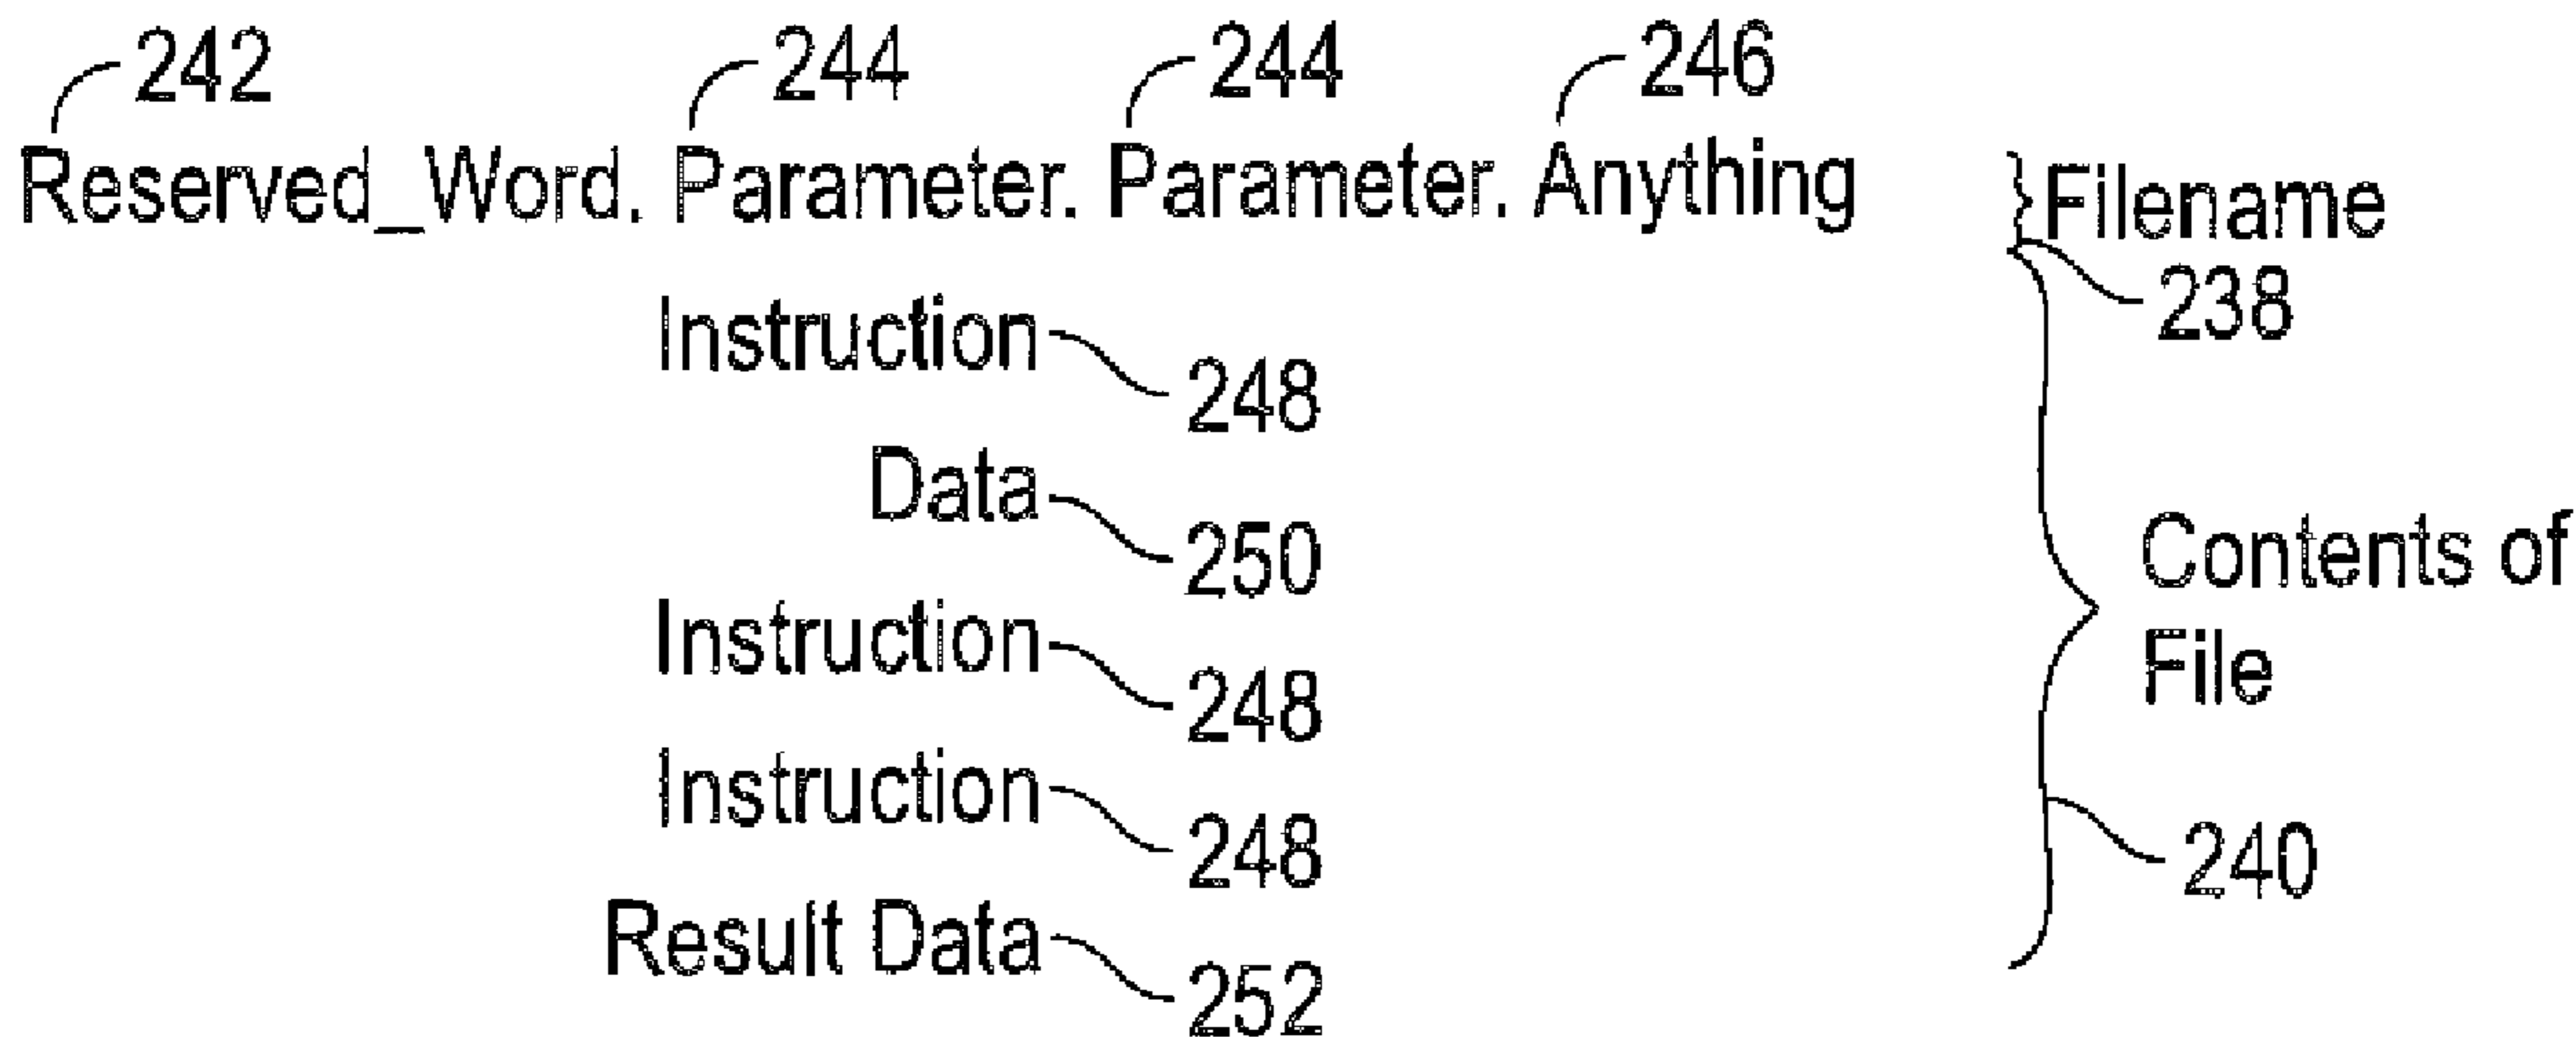 242 244 244 246
Reserved_Word. Parameter. Parameter. Anything Filename
238
Instruction
248
Data
250
Contents of
File
Instruction
248
Instruction
248
240
Result Data
252